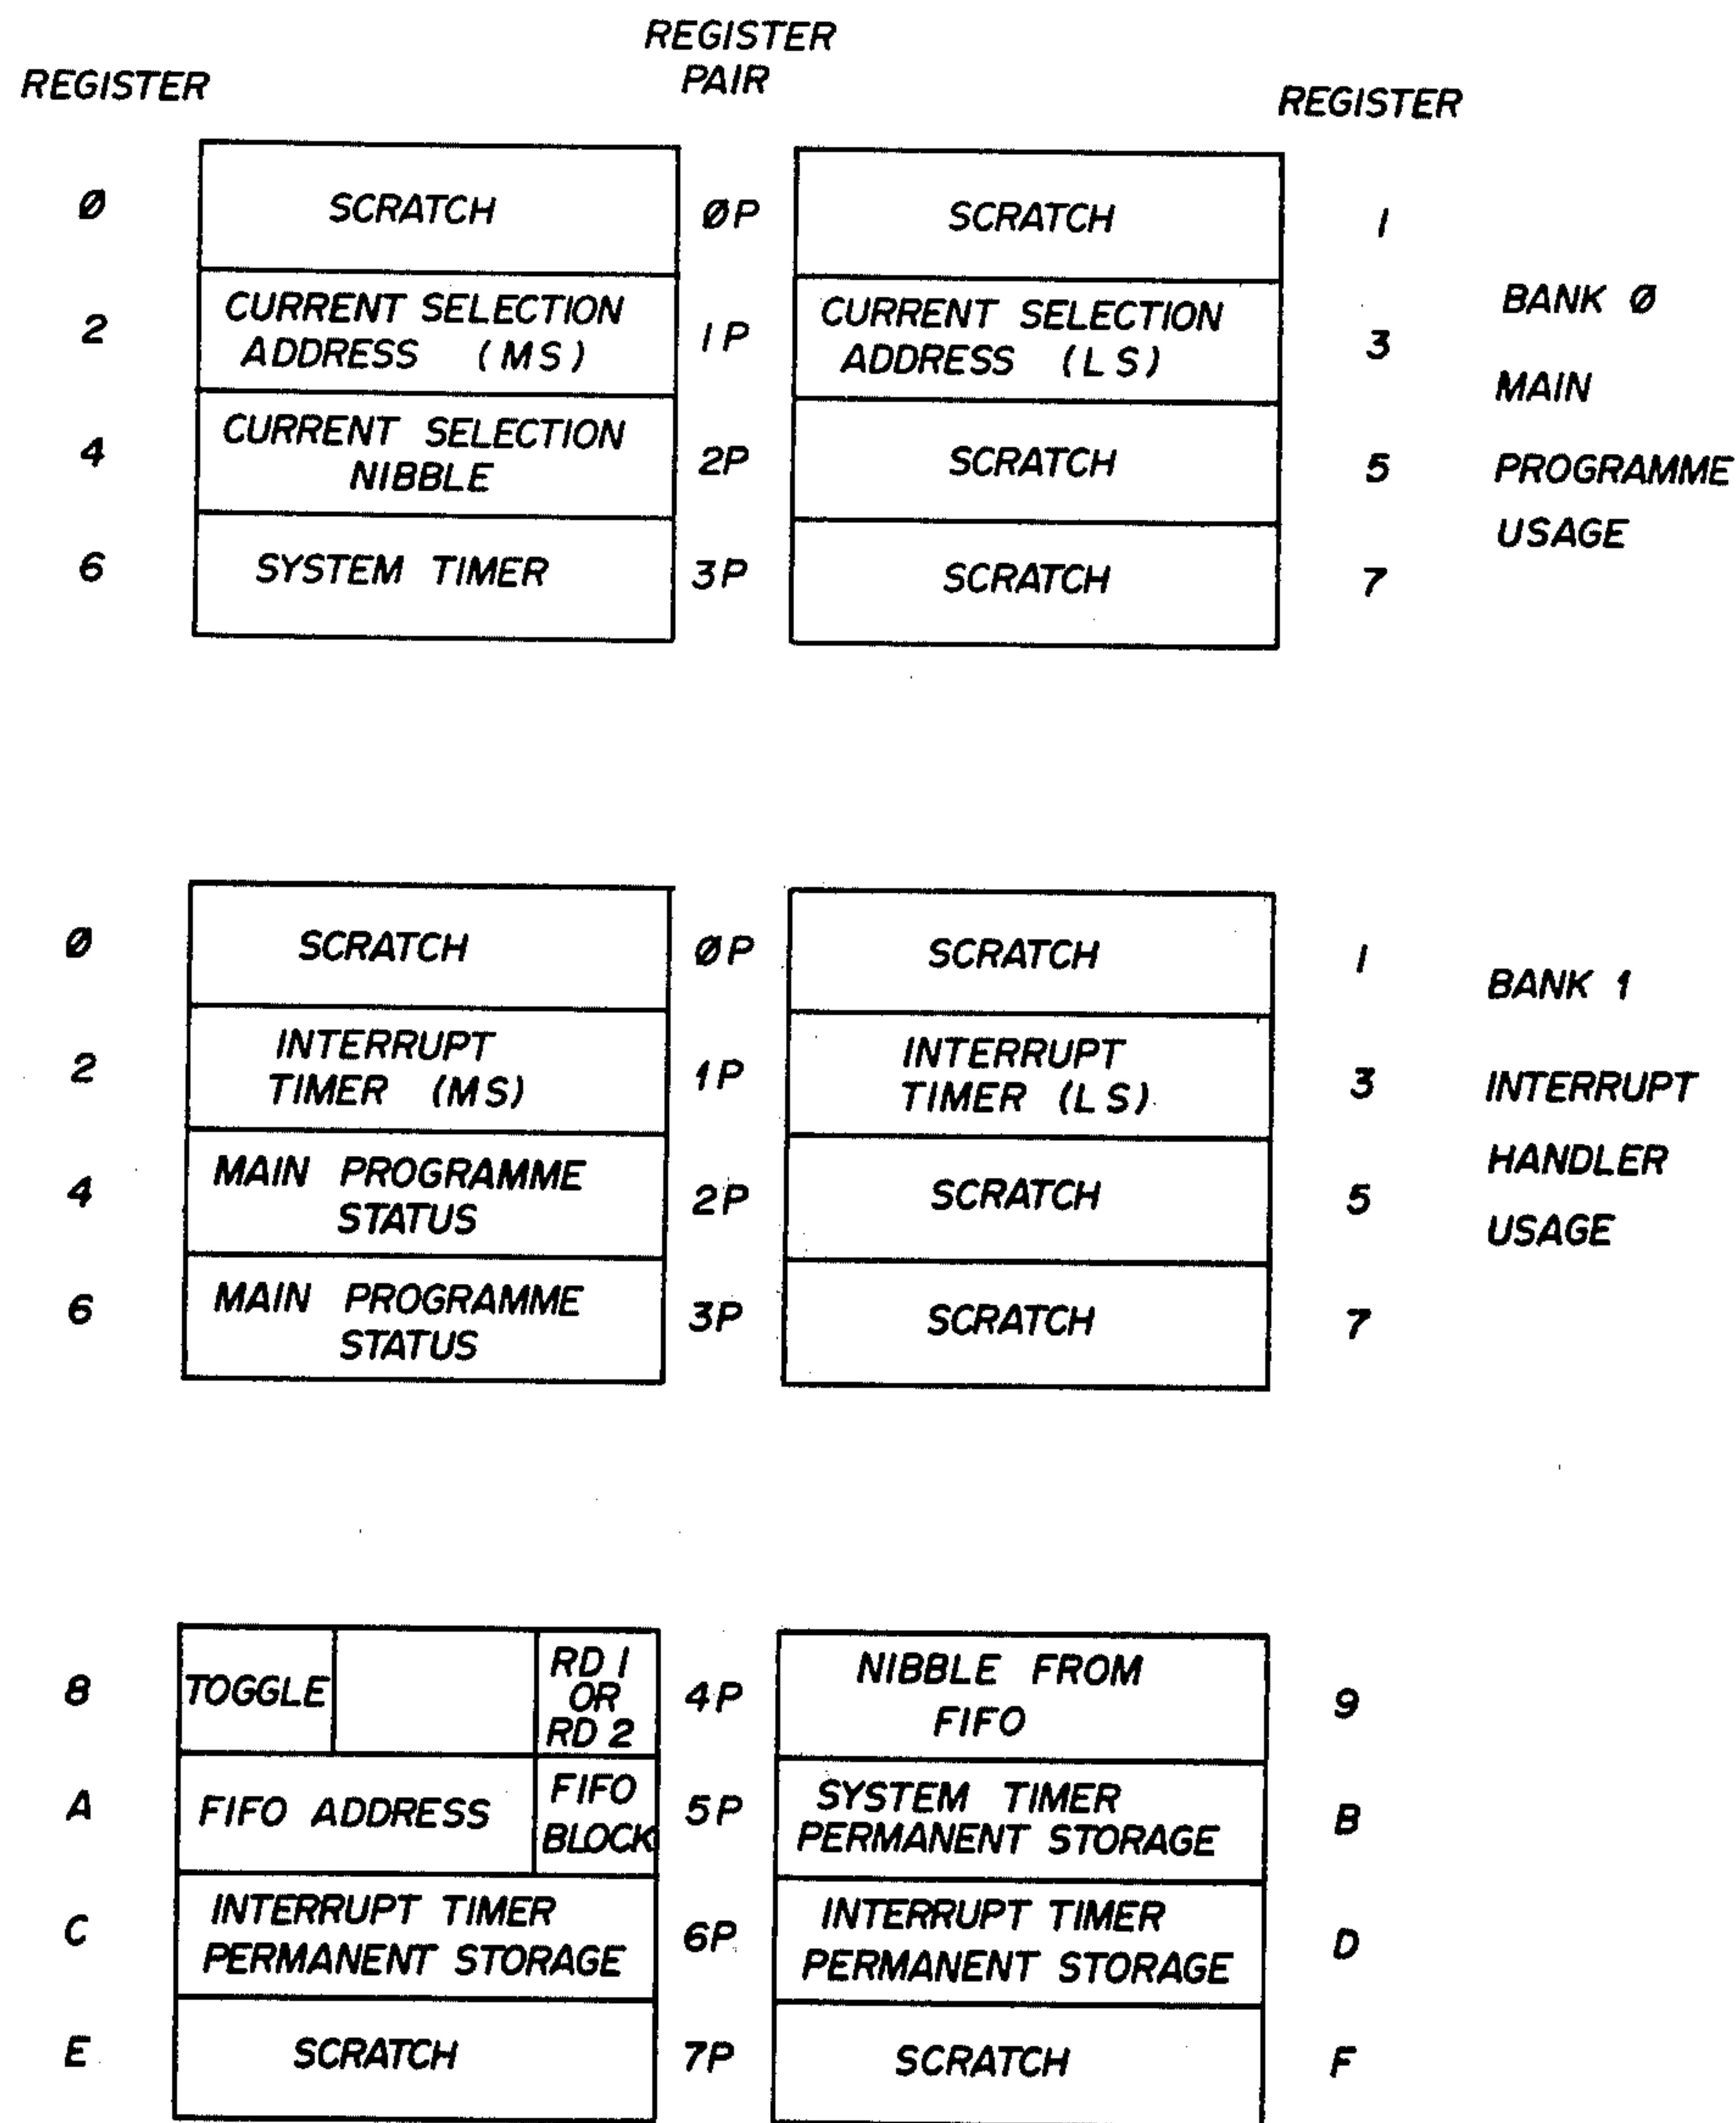 REGISTER
REGISTER
PAIR
REGISTER
Ø SCRATCH ØP SCRATCH 1
2 CURRENT SELECTION ADDRESS (MS) 1P CURRENT SELECTION ADDRESS (LS) 3
4 CURRENT SELECTION NIBBLE 2P SCRATCH 5
6 SYSTEM TIMER 3P SCRATCH 7
BANK Ø
MAIN
PROGRAMME
USAGE
Ø SCRATCH ØP SCRATCH 1
2 INTERRUPT TIMER (MS) 1P INTERRUPT TIMER (LS) 3
4 MAIN PROGRAMME STATUS 2P SCRATCH 5
6 MAIN PROGRAMME STATUS 3P SCRATCH 7
BANK 1
INTERRUPT
HANDLER
USAGE
8 TOGGLE RD 1 OR RD 2 4P NIBBLE FROM FIFO 9
A FIFO ADDRESS FIFO BLOCK 5P SYSTEM TIMER PERMANENT STORAGE B
C INTERRUPT TIMER PERMANENT STORAGE 6P INTERRUPT TIMER PERMANENT STORAGE D
E SCRATCH 7P SCRATCH F